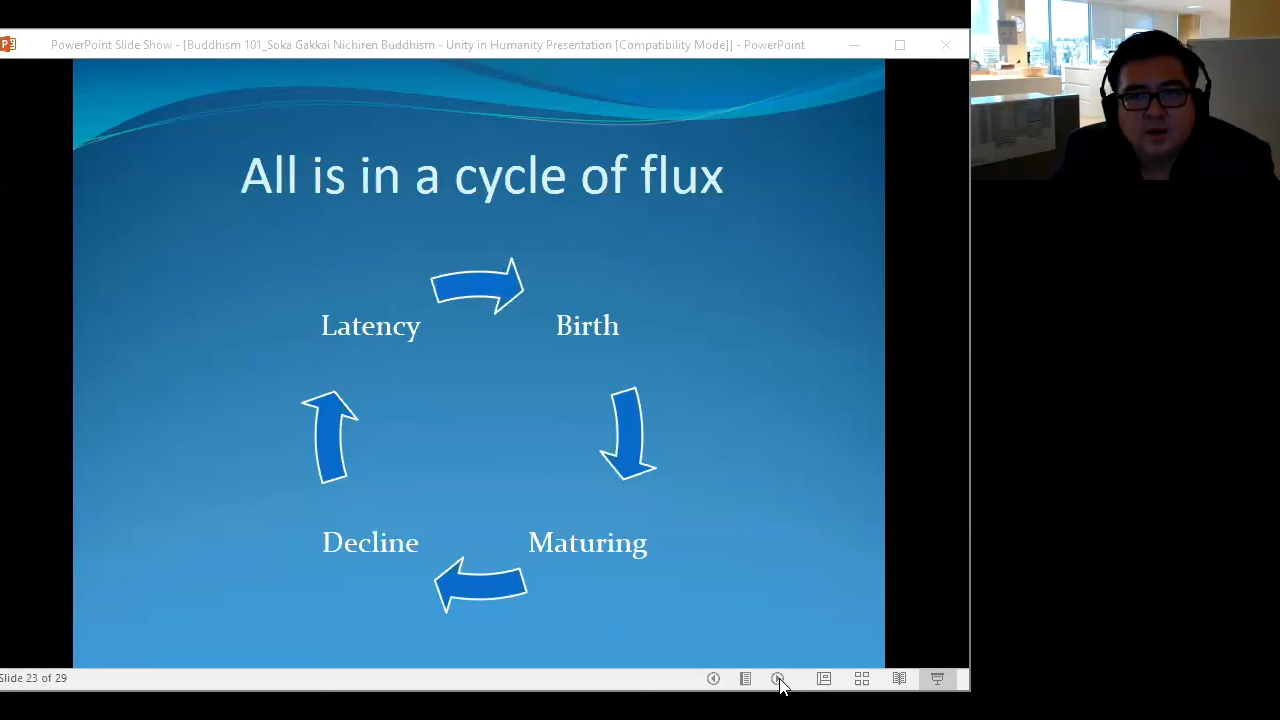 PowerPoint Slide Show - [Buddhism 101_Soka Gakkai Nichiren Buddhism - Unity in Humanity Presentation [Compatibility Mode]] - PowerPoint
All is in a cycle of flux
Latency
Birth
Decline
Maturing
Slide 23 of 29